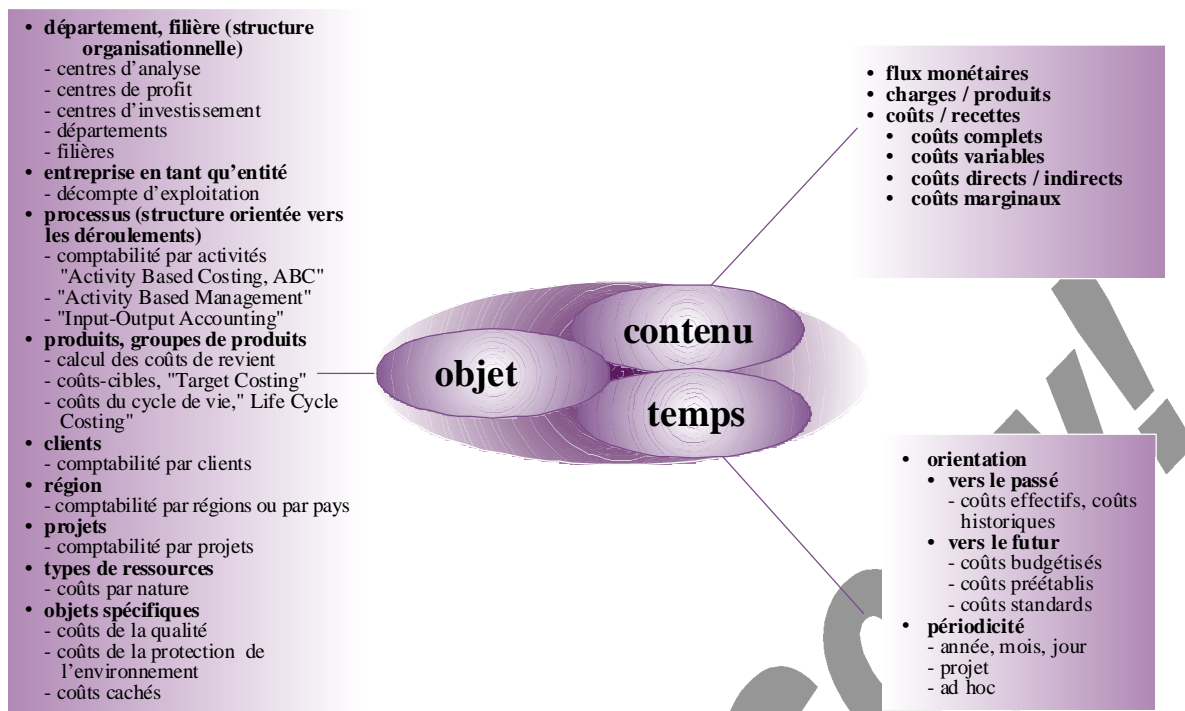 • département, filière (structure
organisationnelle)
- centres d’analyse
- centres de profit
- centres d’investissement
- départements
- filières
• entreprise en tant qu’entité
- décompte d’exploitation
• processus (structure orientée vers
les déroulements)
- comptabilité par activités
"Activity Based Costing, ABC"
- "Activity Based Management"
- "Input-Output Accounting"
• produits, groupes de produits
- calcul des coûts de revient
- coûts-cibles, "Target Costing"
- coûts du cycle de vie," Life Cycle
Costing"
• clients
- comptabilité par clients
• région
- comptabilité par régions ou par pays
• projets
- comptabilité par projets
• types de ressources
- coûts par nature
• objets spécifiques
- coûts de la qualité
- coûts de la protection de
l’environnement
- coûts cachés
objet
contenu
temps
• flux monétaires
• charges / produits
• coûts / recettes
• coûts complets
• coûts variables
• coûts directs / indirects
• coûts marginaux
• orientation
• vers le passé
- coûts effectifs, coûts
historiques
• vers le futur
- coûts budgétisés
- coûts préétablis
- coûts standards
• périodicité
- année, mois, jour
- projet
- ad hoc